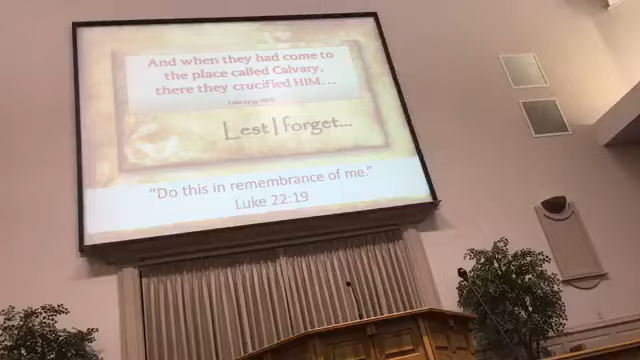 And when they had come to
the place called Calvary,
there they crucified HIM...
Lest I forget...
"Do this in remembrance of me."
Luke 22:19